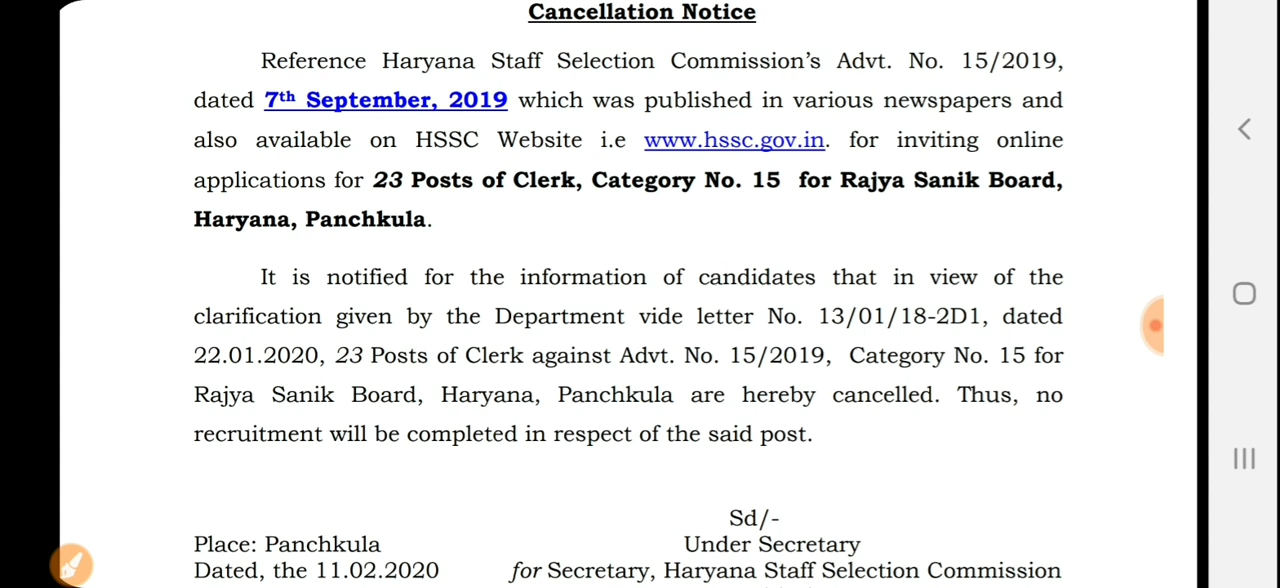 Cancellation Notice
Reference Haryana Staff Selection Commission's Advt. No. 15/2019,
dated 7th September, 2019 which was published in various newspapers and
also available on HSSC Website i.e www.hssc.gov.in. for inviting online
applications for 23 Posts of Clerk, Category No. 15 for Rajya Sanik Board,
Haryana, Panchkula.
It is notified for the information of candidates that in view of the
clarification given by the Department vide letter No. 13/01/18-2D1, dated
22.01.2020, 23 Posts of Clerk against Advt. No. 15/2019, Category No. 15 for
Rajya Sanik Board, Haryana, Panchkula are hereby cancelled. Thus, no
recruitment will be completed in respect of the said post.
Sd/-
Place: Panchkula Under Secretary
Dated, the 11.02.2020 for Secretary, Haryana Staff Selection Commission